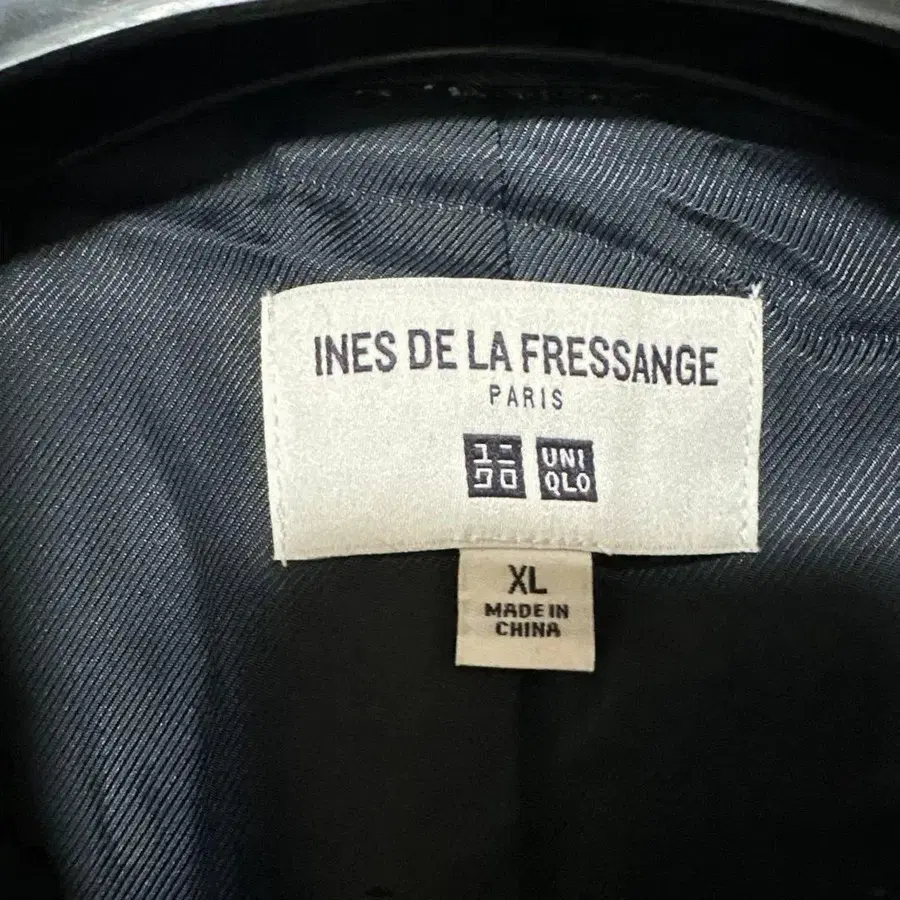 INES DE LA FRESSANGE
PARIS
ユニ UNI
クロ QLO
XL
MADE IN
CHINA